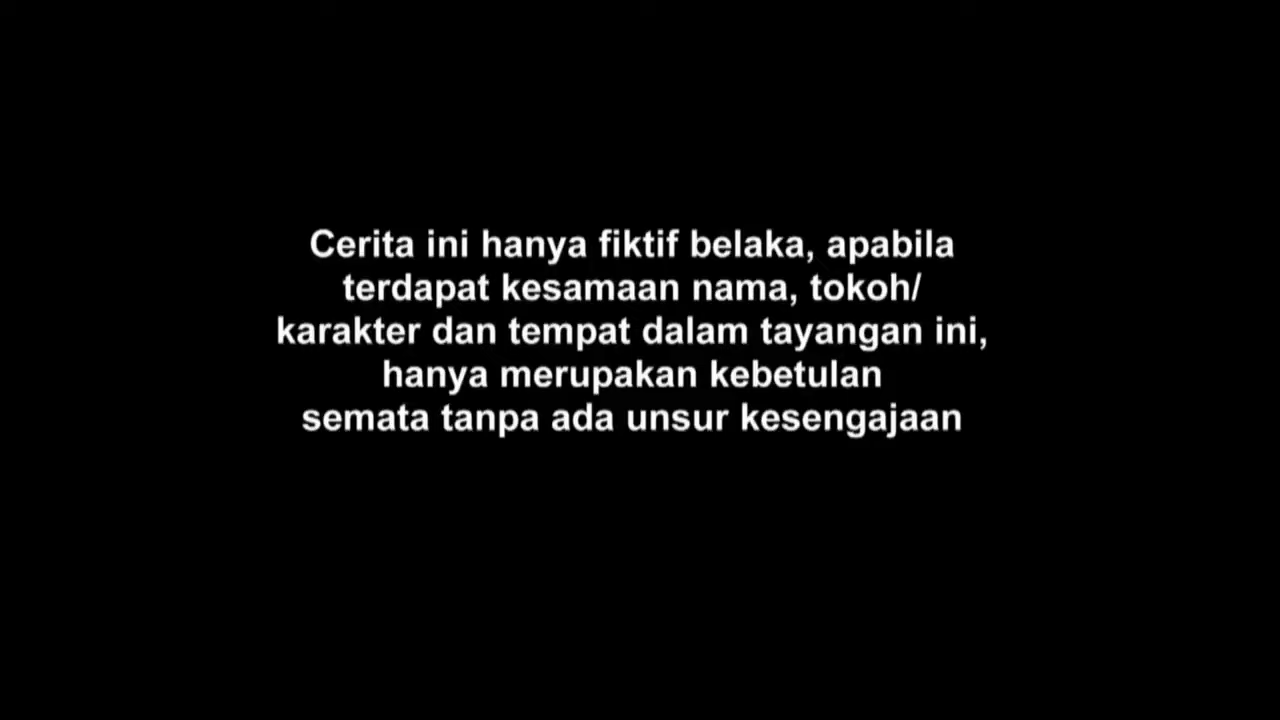 Cerita ini hanya fiktif belaka, apabila
terdapat kesamaan nama, tokoh/
karakter dan tempat dalam tayangan ini,
hanya merupakan kebetulan
semata tanpa ada unsur kesengajaan